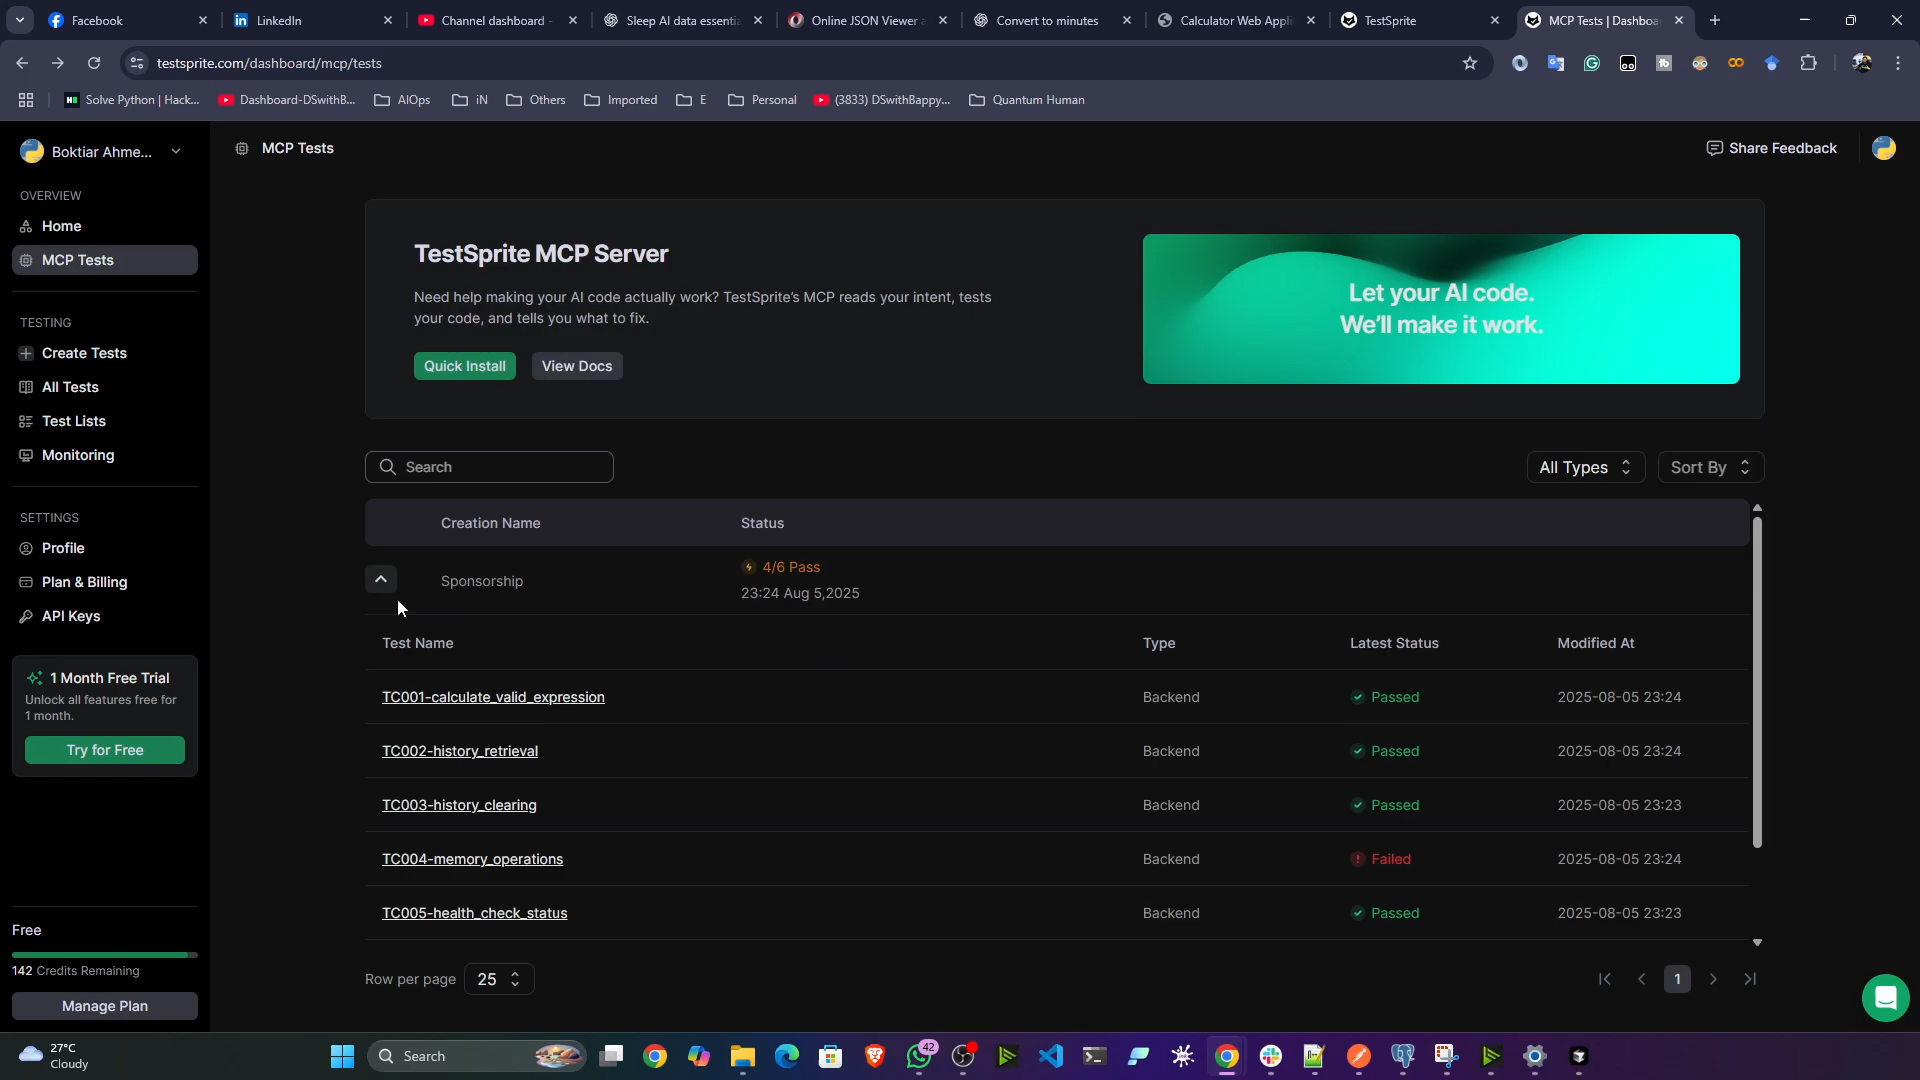 Facebook
LinkedIn
Channel dashboard -
Sleep AI data essentia
Online JSON Viewer a
Convert to minutes
Calculator Web Appli
TestSprite
MCP Tests | Dashboa
testsprite.com/dashboard/mcp/tests
Solve Python | Hack...
Dashboard-DSwithB...
AIOps
iN
Others
Imported
E
Personal
(3833) DSwithBappy...
Quantum Human
Boktiar Ahme...
MCP Tests
Share Feedback
OVERVIEW
Home
MCP Tests
TESTING
Create Tests
All Tests
Test Lists
Monitoring
SETTINGS
Profile
Plan & Billing
API Keys
1 Month Free Trial
Unlock all features free for
1 month.
Try for Free
Free
142 Credits Remaining
Manage Plan
TestSprite MCP Server
Need help making your AI code actually work? TestSprite's MCP reads your intent, tests
your code, and tells you what to fix.
Quick Install
View Docs
Let your AI code.
We'll make it work.
Search
All Types
Sort By
Creation Name
Status
Sponsorship
4/6 Pass
23:24 Aug 5,2025
Test Name
Type
Latest Status
Modified At
TC001-calculate_valid_expression
Backend
Passed
2025-08-05 23:24
TC002-history_retrieval
Backend
Passed
2025-08-05 23:24
TC003-history_clearing
Backend
Passed
2025-08-05 23:23
TC004-memory_operations
Backend
Failed
2025-08-05 23:24
TC005-health_check_status
Backend
Passed
2025-08-05 23:23
Row per page
25
1
27°C
Cloudy
Search
42